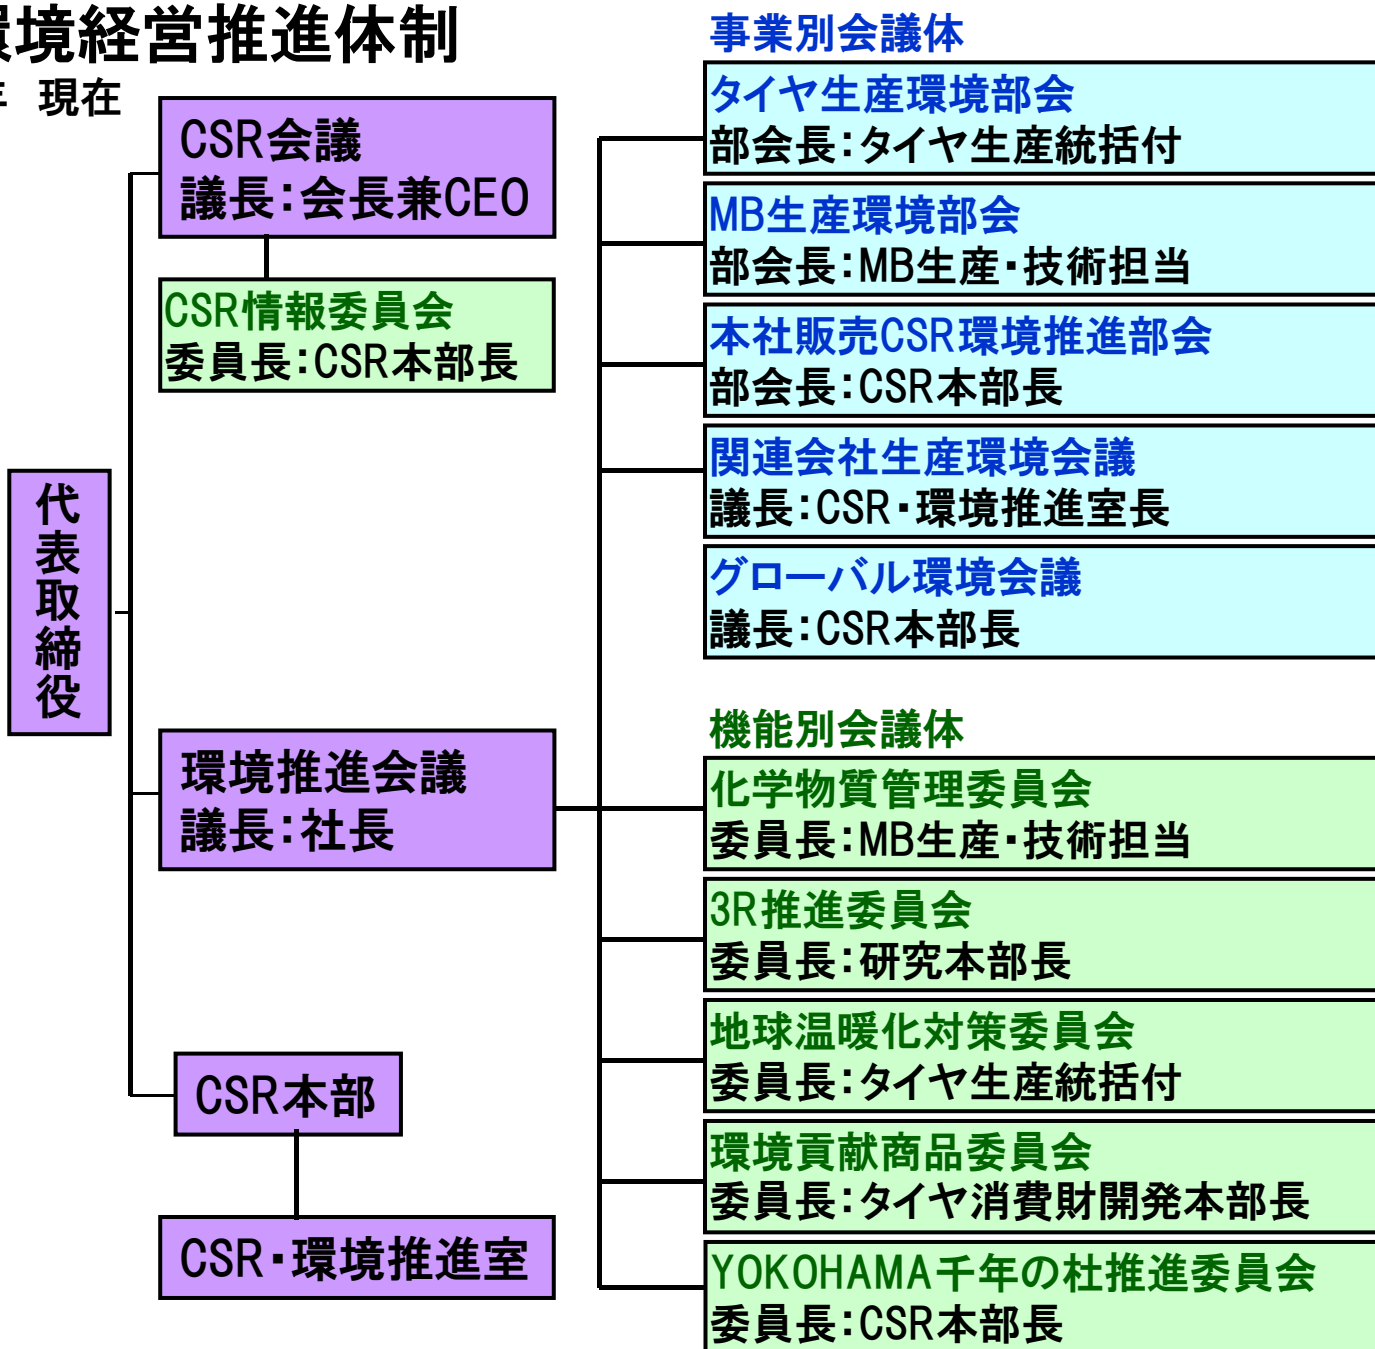 環境経営推進体制
年 現在
CSR会議
議長：会長兼CEO
CSR情報委員会
委員長：CSR本部長
代表取締役
環境推進会議
議長：社長
CSR本部
CSR・環境推進室
事業別会議体
タイヤ生産環境部会
部会長：タイヤ生産統括付
MB生産環境部会
部会長：MB生産・技術担当
本社販売CSR環境推進部会
部会長：CSR本部長
関連会社生産環境会議
議長：CSR・環境推進室長
グローバル環境会議
議長：CSR本部長
機能別会議体
化学物質管理委員会
委員長：MB生産・技術担当
3R推進委員会
委員長：研究本部長
地球温暖化対策委員会
委員長：タイヤ生産統括付
環境貢献商品委員会
委員長：タイヤ消費財開発本部長
YOKOHAMA千年の杜推進委員会
委員長：CSR本部長